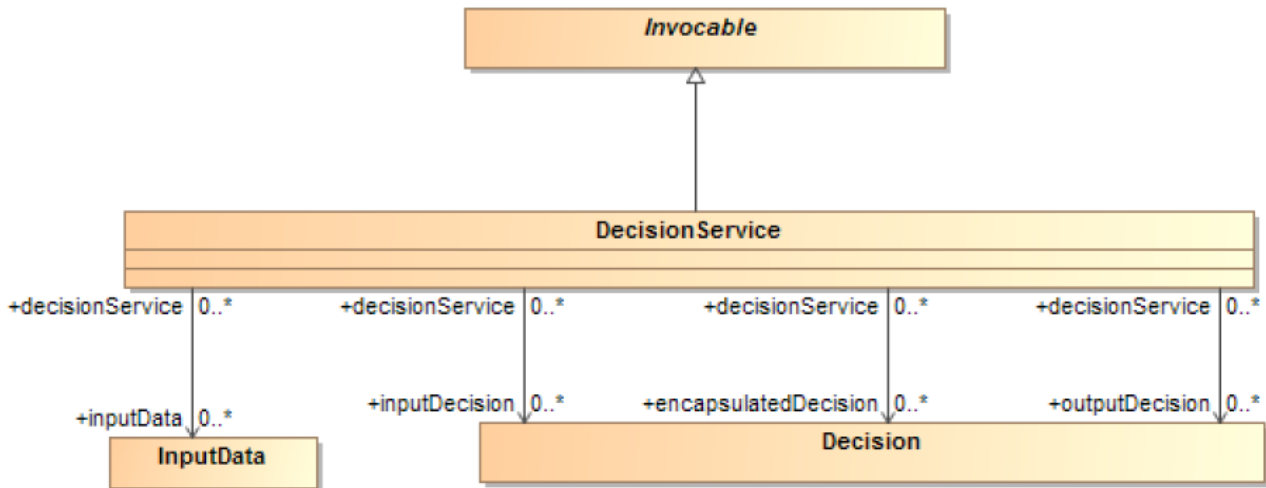 Invocable
DecisionService
+decisionService 0..* +decisionService 0..* +decisionService 0..* +decisionService 0..*
+inputData 0..* +inputDecision 0..* +encapsulatedDecision 0..* +outputDecision 0..*
InputData
Decision